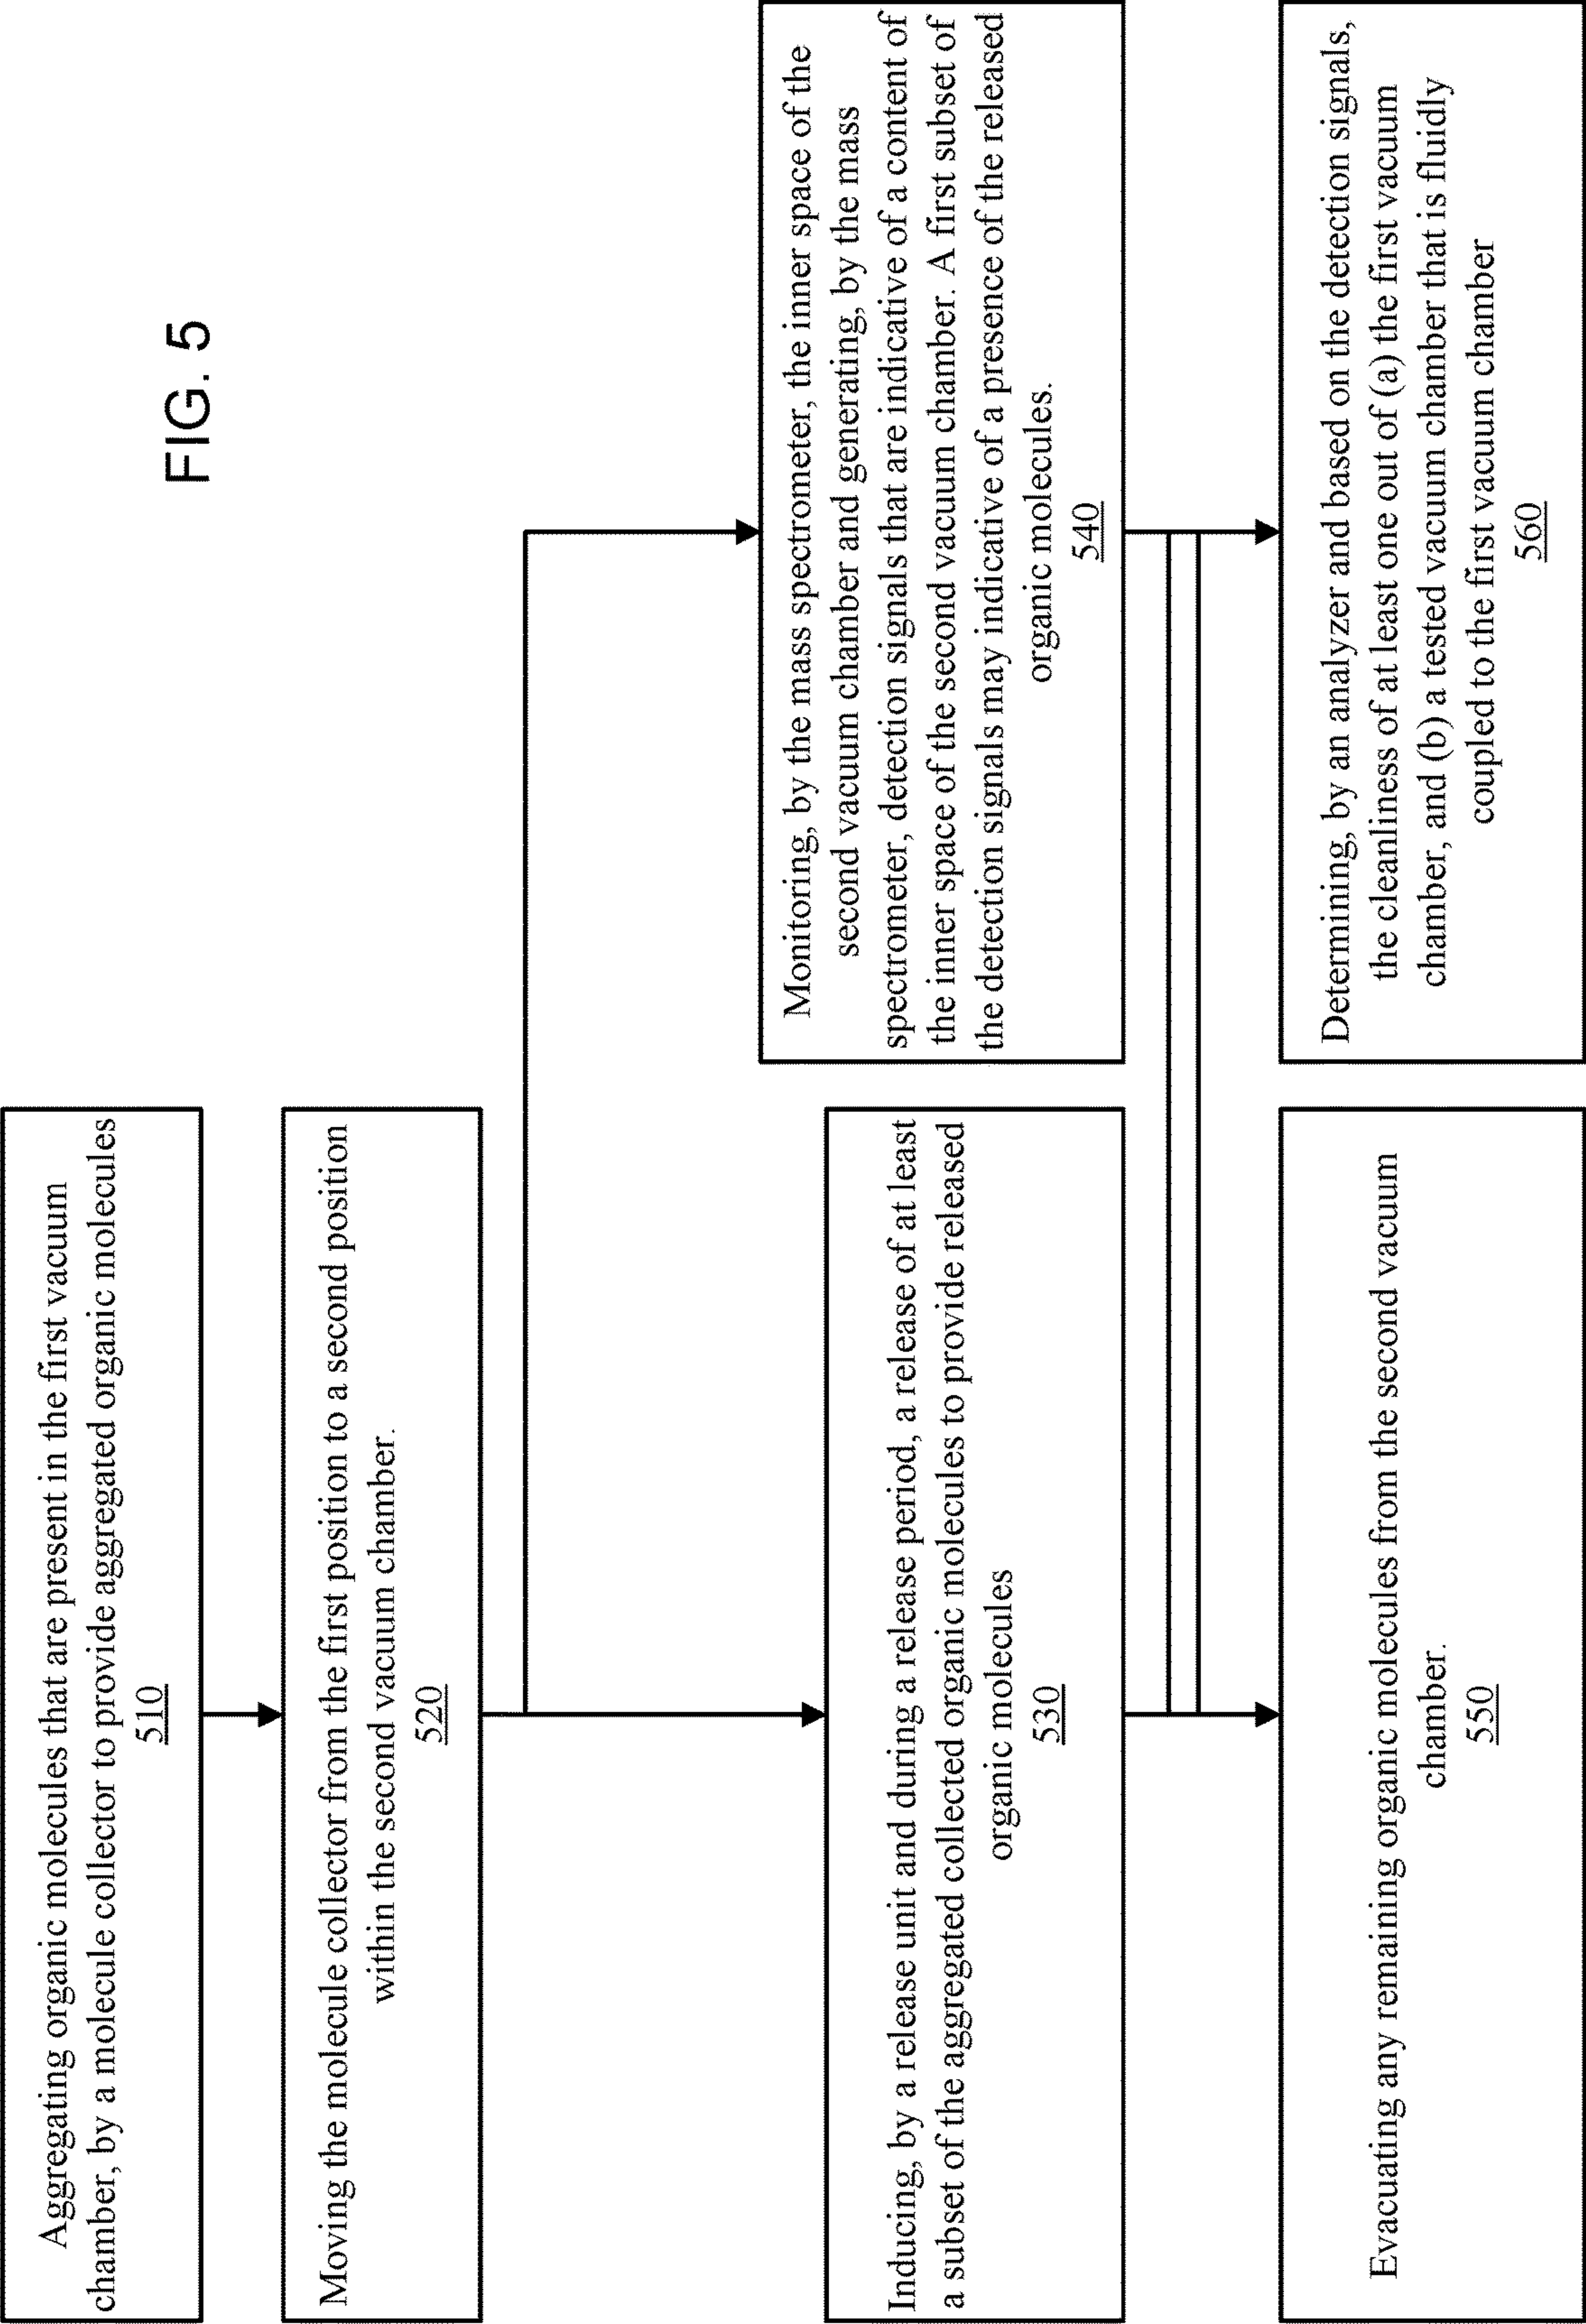 FIG. 5
Aggregating organic molecules that are present in the first vacuum
chamber, by a molecule collector to provide aggregated organic molecules
510
Moving the molecule collector from the first position to a second position
within the second vacuum chamber.
520
Inducing, by a release unit and during a release period, a release of at least
a subset of the aggregated collected organic molecules to provide released
organic molecules
530
Monitoring, by the mass spectrometer, the inner space of the
second vacuum chamber and generating, by the mass
spectrometer, detection signals that are indicative of a content of
the inner space of the second vacuum chamber. A first subset of
the detection signals may indicative of a presence of the released
organic molecules.
540
Evacuating any remaining organic molecules from the second vacuum
chamber.
550
Determining, by an analyzer and based on the detection signals,
the cleanliness of at least one out of (a) the first vacuum
chamber, and (b) a tested vacuum chamber that is fluidly
coupled to the first vacuum chamber
560